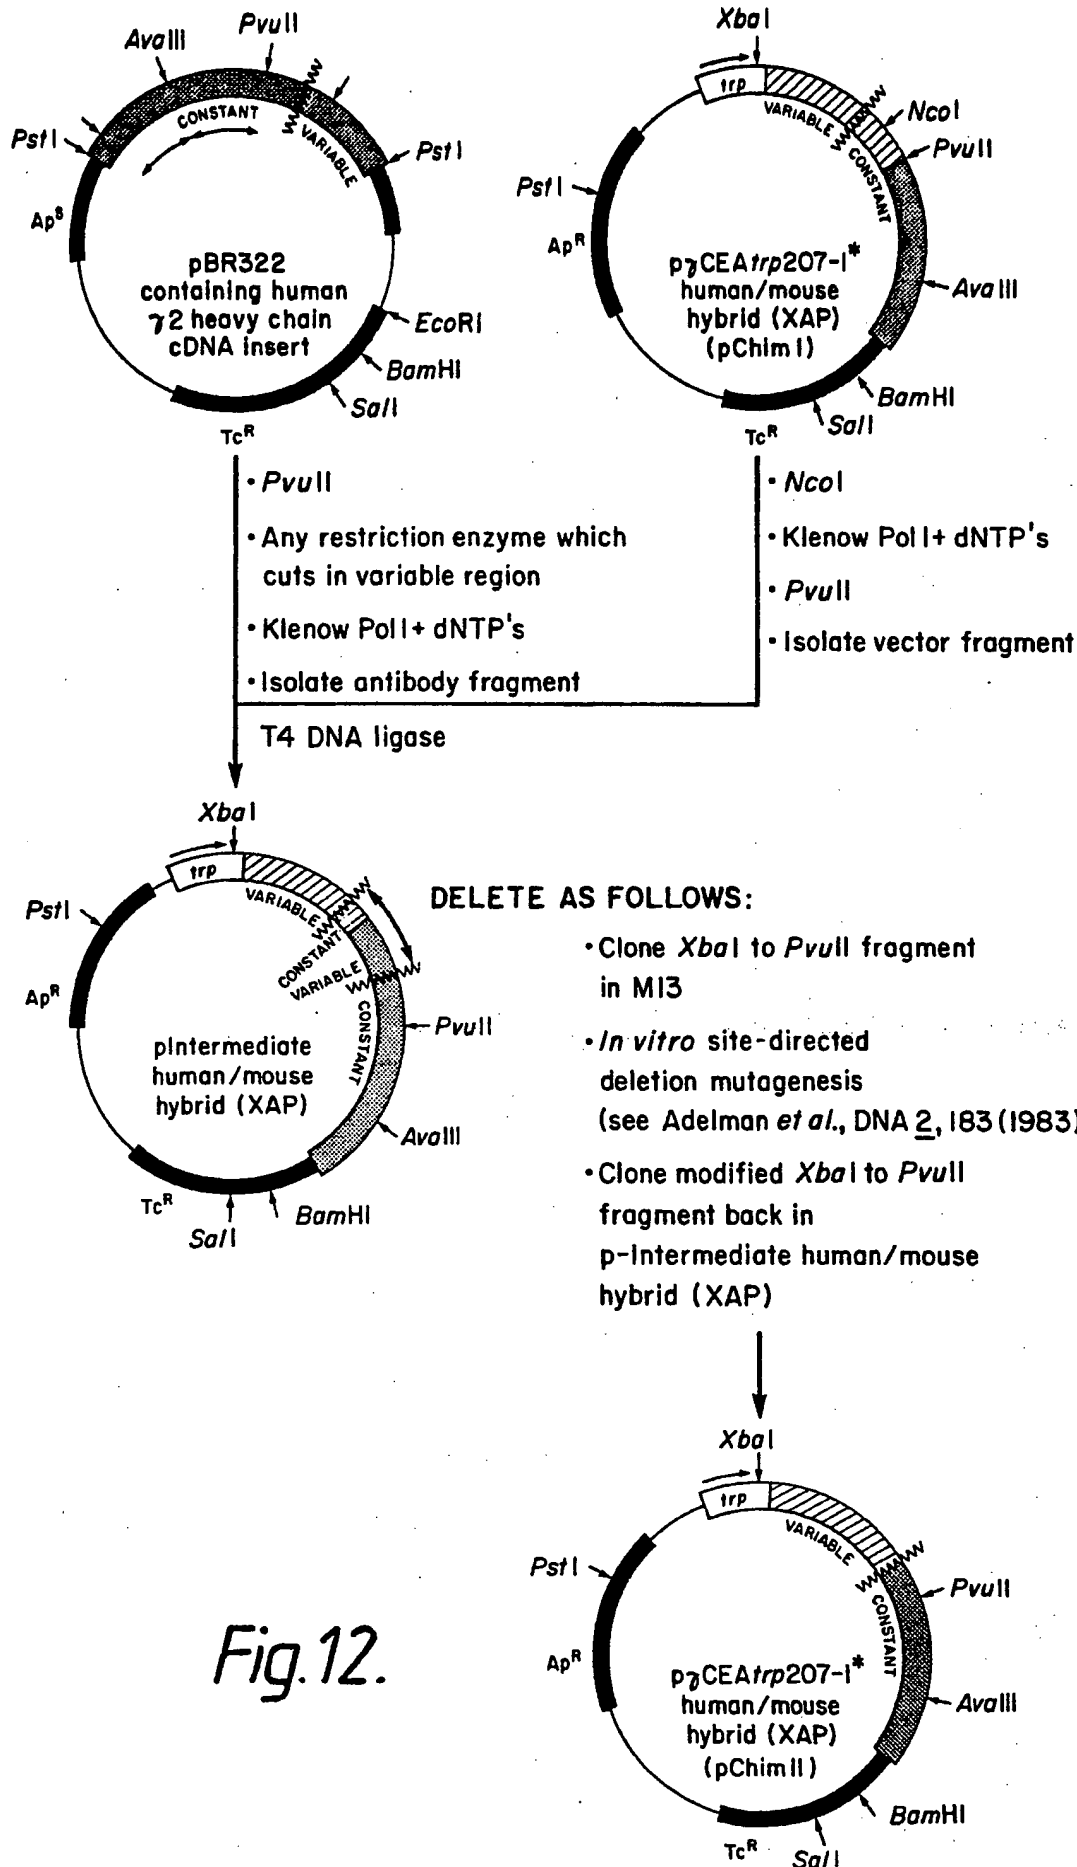 PvuII
AvaIII
CONSTANT
VARIABLE
PstI
PstI
Ap^S
pBR322
containing human
γ2 heavy chain
cDNA insert
EcoRI
BamHI
SalI
Tc^R
XbaI
trp
VARIABLE
CONSTANT
NcoI
PvuII
PstI
Ap^R
pγCEAtrp207-1*
human/mouse
hybrid (XAP)
(pChim I)
AvaIII
BamHI
SalI
Tc^R
• PvuII
• Any restriction enzyme which
cuts in variable region
• Klenow Pol I + dNTP's
• Isolate antibody fragment
• NcoI
• Klenow Pol I + dNTP's
• PvuII
• Isolate vector fragment
T4 DNA ligase
XbaI
trp
VARIABLE
CONSTANT
VARIABLE
CONSTANT
PstI
Ap^R
PvuII
pIntermediate
human/mouse
hybrid (XAP)
AvaIII
Tc^R
BamHI
SalI
DELETE AS FOLLOWS:
• Clone XbaI to PvuII fragment
in M13
• In vitro site-directed
deletion mutagenesis
(see Adelman et al., DNA 2, 183 (1983)
• Clone modified XbaI to PvuII
fragment back in
p-Intermediate human/mouse
hybrid (XAP)
XbaI
trp
VARIABLE
CONSTANT
PstI
PvuII
Ap^R
pγCEAtrp207-1*
human/mouse
hybrid (XAP)
(pChim II)
AvaIII
BamHI
Tc^R
SalI
Fig.12.